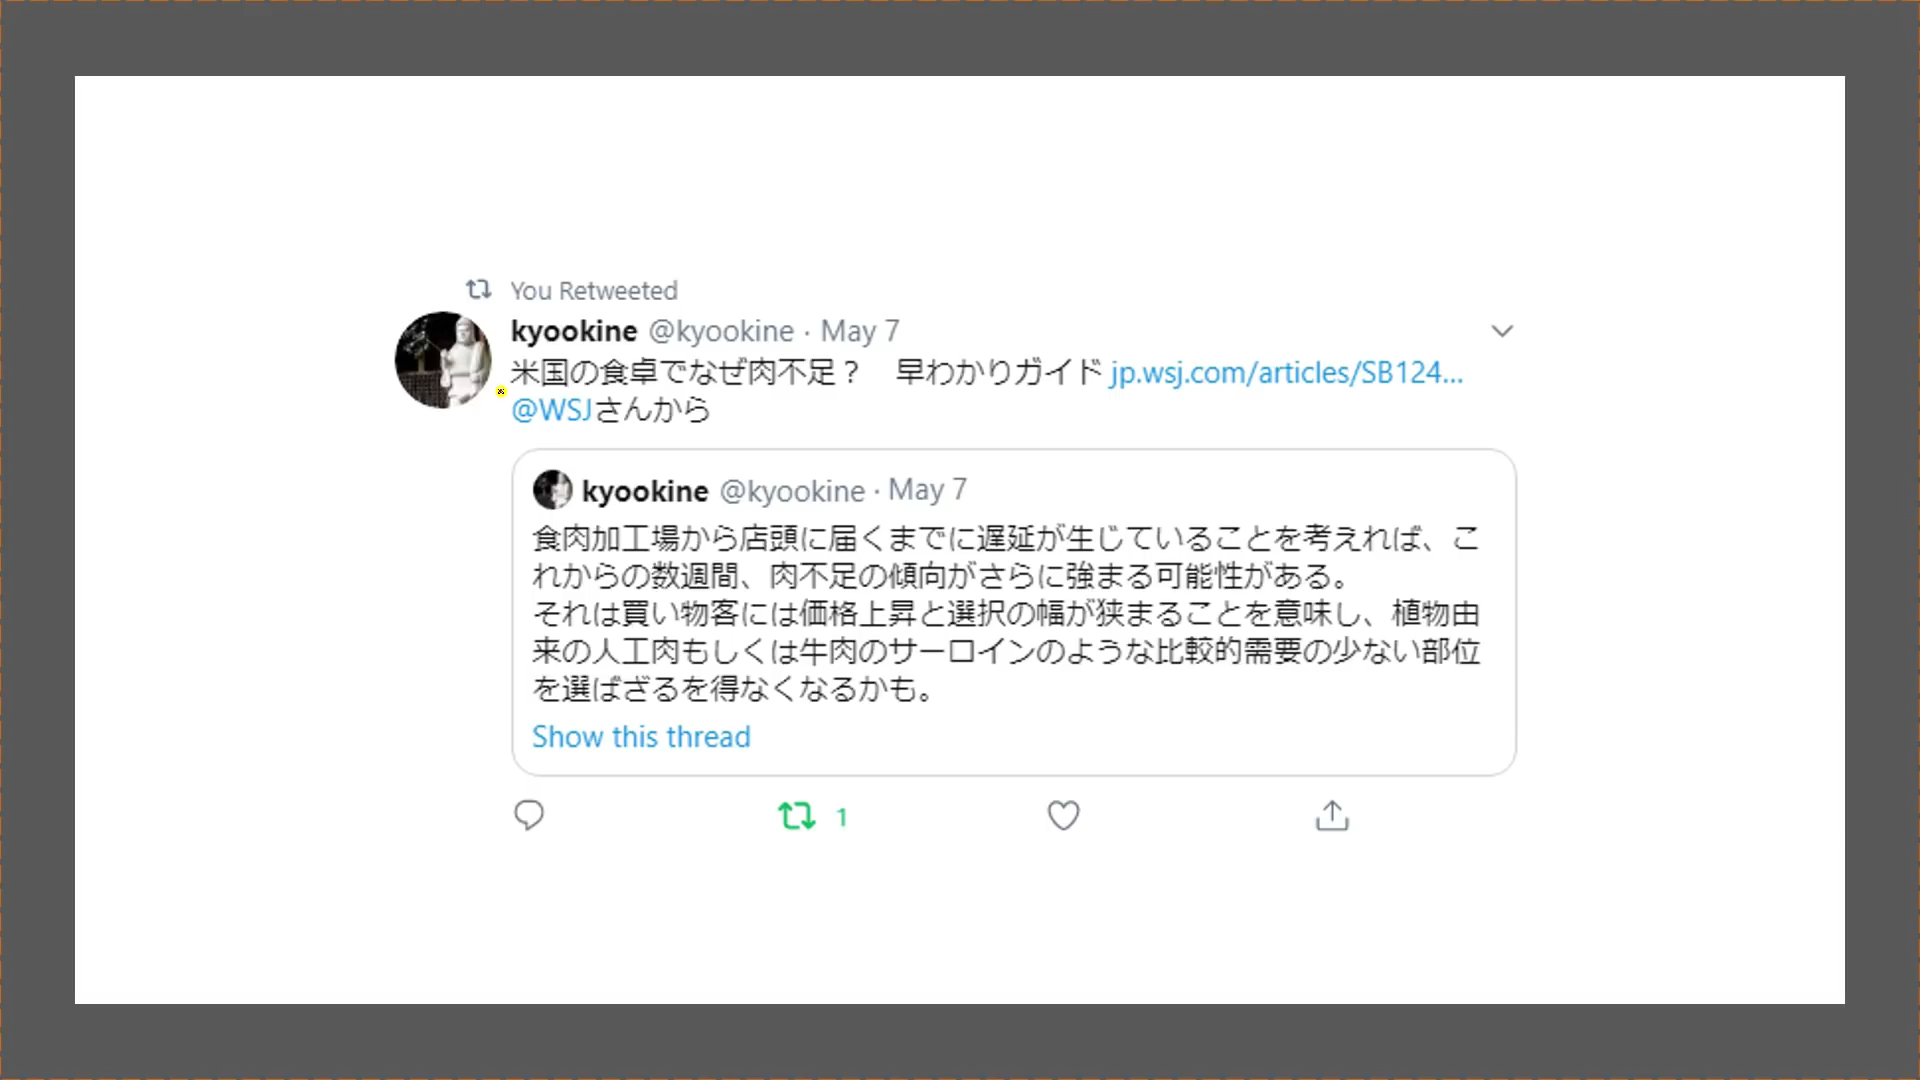 You Retweeted
kyookine @kyookine · May 7
米国の食卓でなぜ肉不足？　早わかりガイド jp.wsj.com/articles/SB124...
@WSJさんから
kyookine @kyookine · May 7
食肉加工場から店頭に届くまでに遅延が生じていることを考えれば、こ
れからの数週間、肉不足の傾向がさらに強まる可能性がある。
それは買い物客には価格上昇と選択の幅が狭まることを意味し、植物由
来の人工肉もしくは牛肉のサーロインのような比較的需要の少ない部位
を選ばざるを得なくなるかも。
Show this thread
1